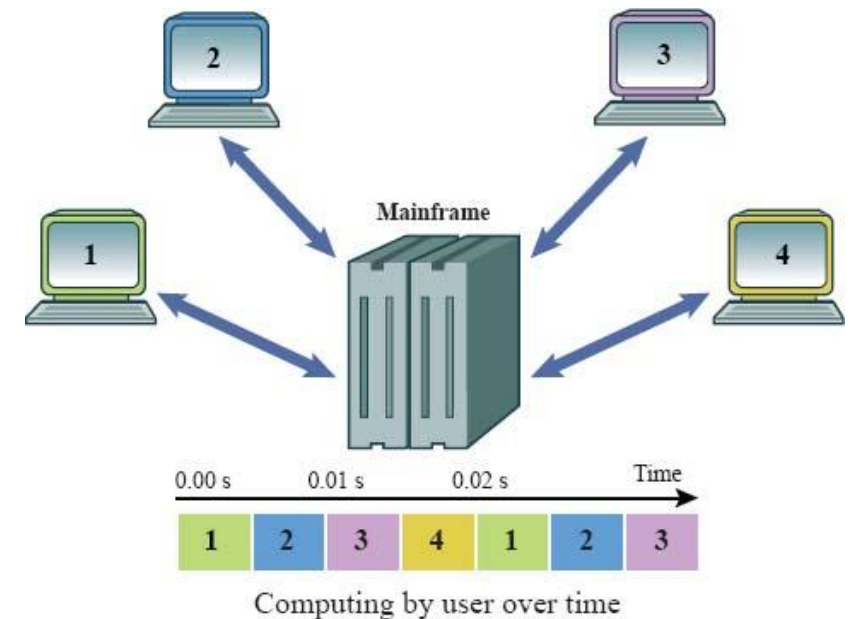 2
3
Mainframe
1
4
0.00 s 0.01 s 0.02 s Time
1 2 3 4 1 2 3
Computing by user over time